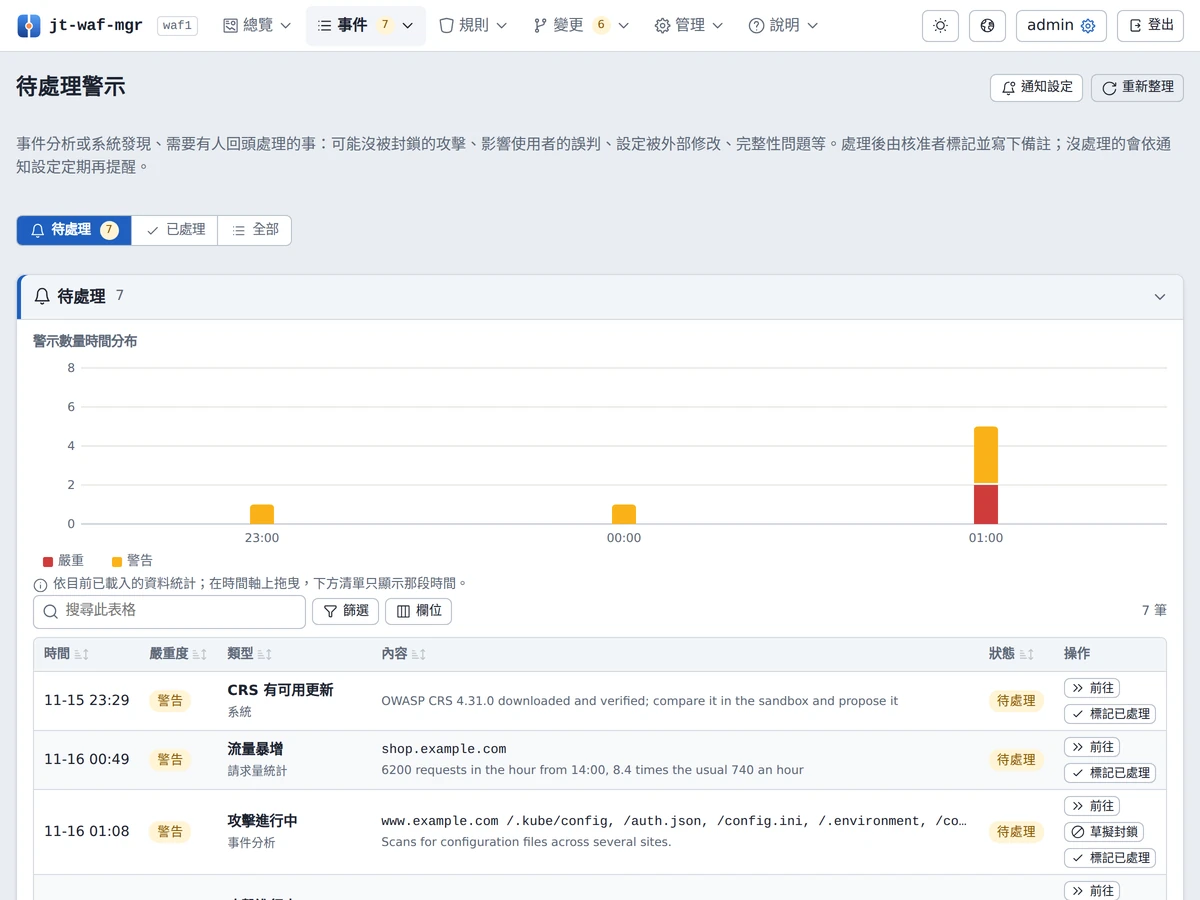 jt-waf-mgr waf1 總覽 事件 7 規則 變更 6 管理 說明 admin 登出
待處理警示
通知設定 重新整理
事件分析或系統發現、需要有人回頭處理的事：可能沒被封鎖的攻擊、影響使用者的誤判、設定被外部修改、完整性問題等。處理後由核准者標記並寫下備註；沒處理的會依通
知設定定期再提醒。
待處理 7 已處理 全部
待處理 7
警示數量時間分布
8
6
4
2
0
23:00 00:00 01:00
嚴重 警告
依目前已載入的資料統計；在時間軸上拖曳，下方清單只顯示那段時間。
搜尋此表格 篩選 欄位 7 筆
時間 嚴重度 類型 內容 狀態 操作
11-15 23:29 警告 CRS 有可用更新 系統 OWASP CRS 4.31.0 downloaded and verified; compare it in the sandbox and propose it 待處理 前往 標記已處理
11-16 00:49 警告 流量暴增 請求量統計 shop.example.com
6200 requests in the hour from 14:00, 8.4 times the usual 740 an hour 待處理 前往 標記已處理
11-16 01:08 警告 攻擊進行中 事件分析 www.example.com /.kube/config, /auth.json, /config.ini, /.environment, /co…
Scans for configuration files across several sites. 待處理 前往 草擬封鎖 標記已處理
前往